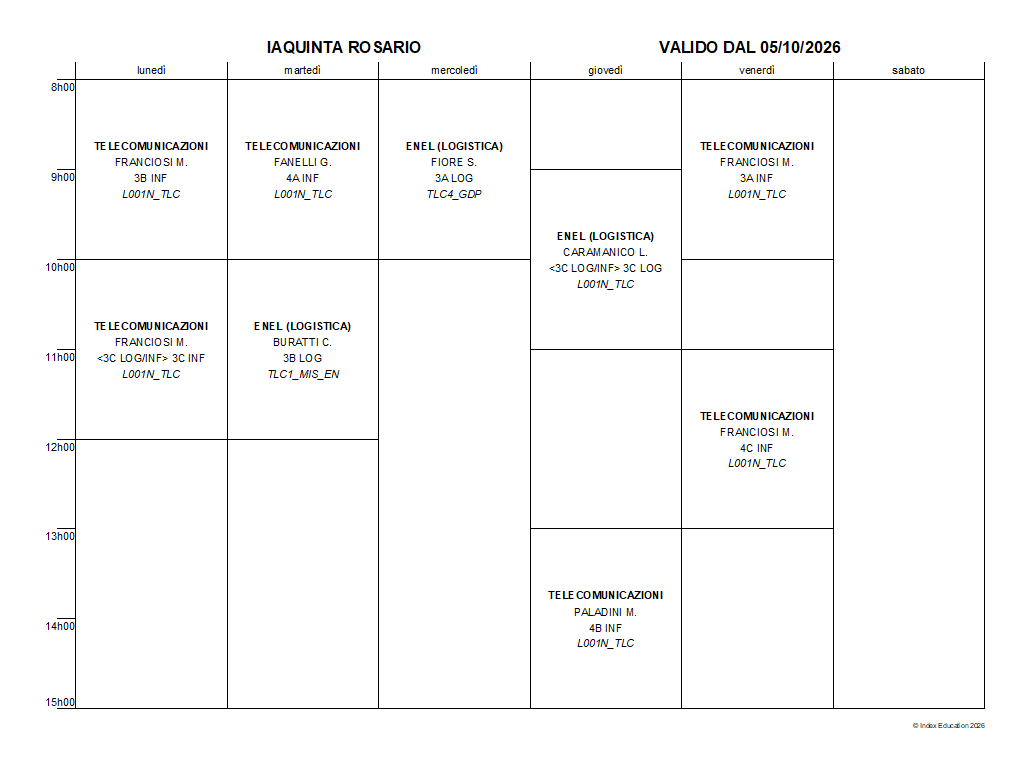 IAQUINTA ROSARIO
VALIDO DAL 05/10/2026
lunedì
martedì
mercoledì
giovedì
venerdì
sabato
8h00
9h00
10h00
11h00
12h00
13h00
14h00
15h00
TELECOMUNICAZIONI
FRANCIOSI M.
3B INF
L001N_TLC
TELECOMUNICAZIONI
FRANCIOSI M.
<3C LOG/INF> 3C INF
L001N_TLC
TELECOMUNICAZIONI
FANELLI G.
4A INF
L001N_TLC
ENEL (LOGISTICA)
BURATTI C.
3B LOG
TLC1_MIS_EN
ENEL (LOGISTICA)
FIORE S.
3A LOG
TLC4_GDP
ENEL (LOGISTICA)
CARAMANICO L.
<3C LOG/INF> 3C LOG
L001N_TLC
TELECOMUNICAZIONI
PALADINI M.
4B INF
L001N_TLC
TELECOMUNICAZIONI
FRANCIOSI M.
3A INF
L001N_TLC
TELECOMUNICAZIONI
FRANCIOSI M.
4C INF
L001N_TLC
© Index Education 2026